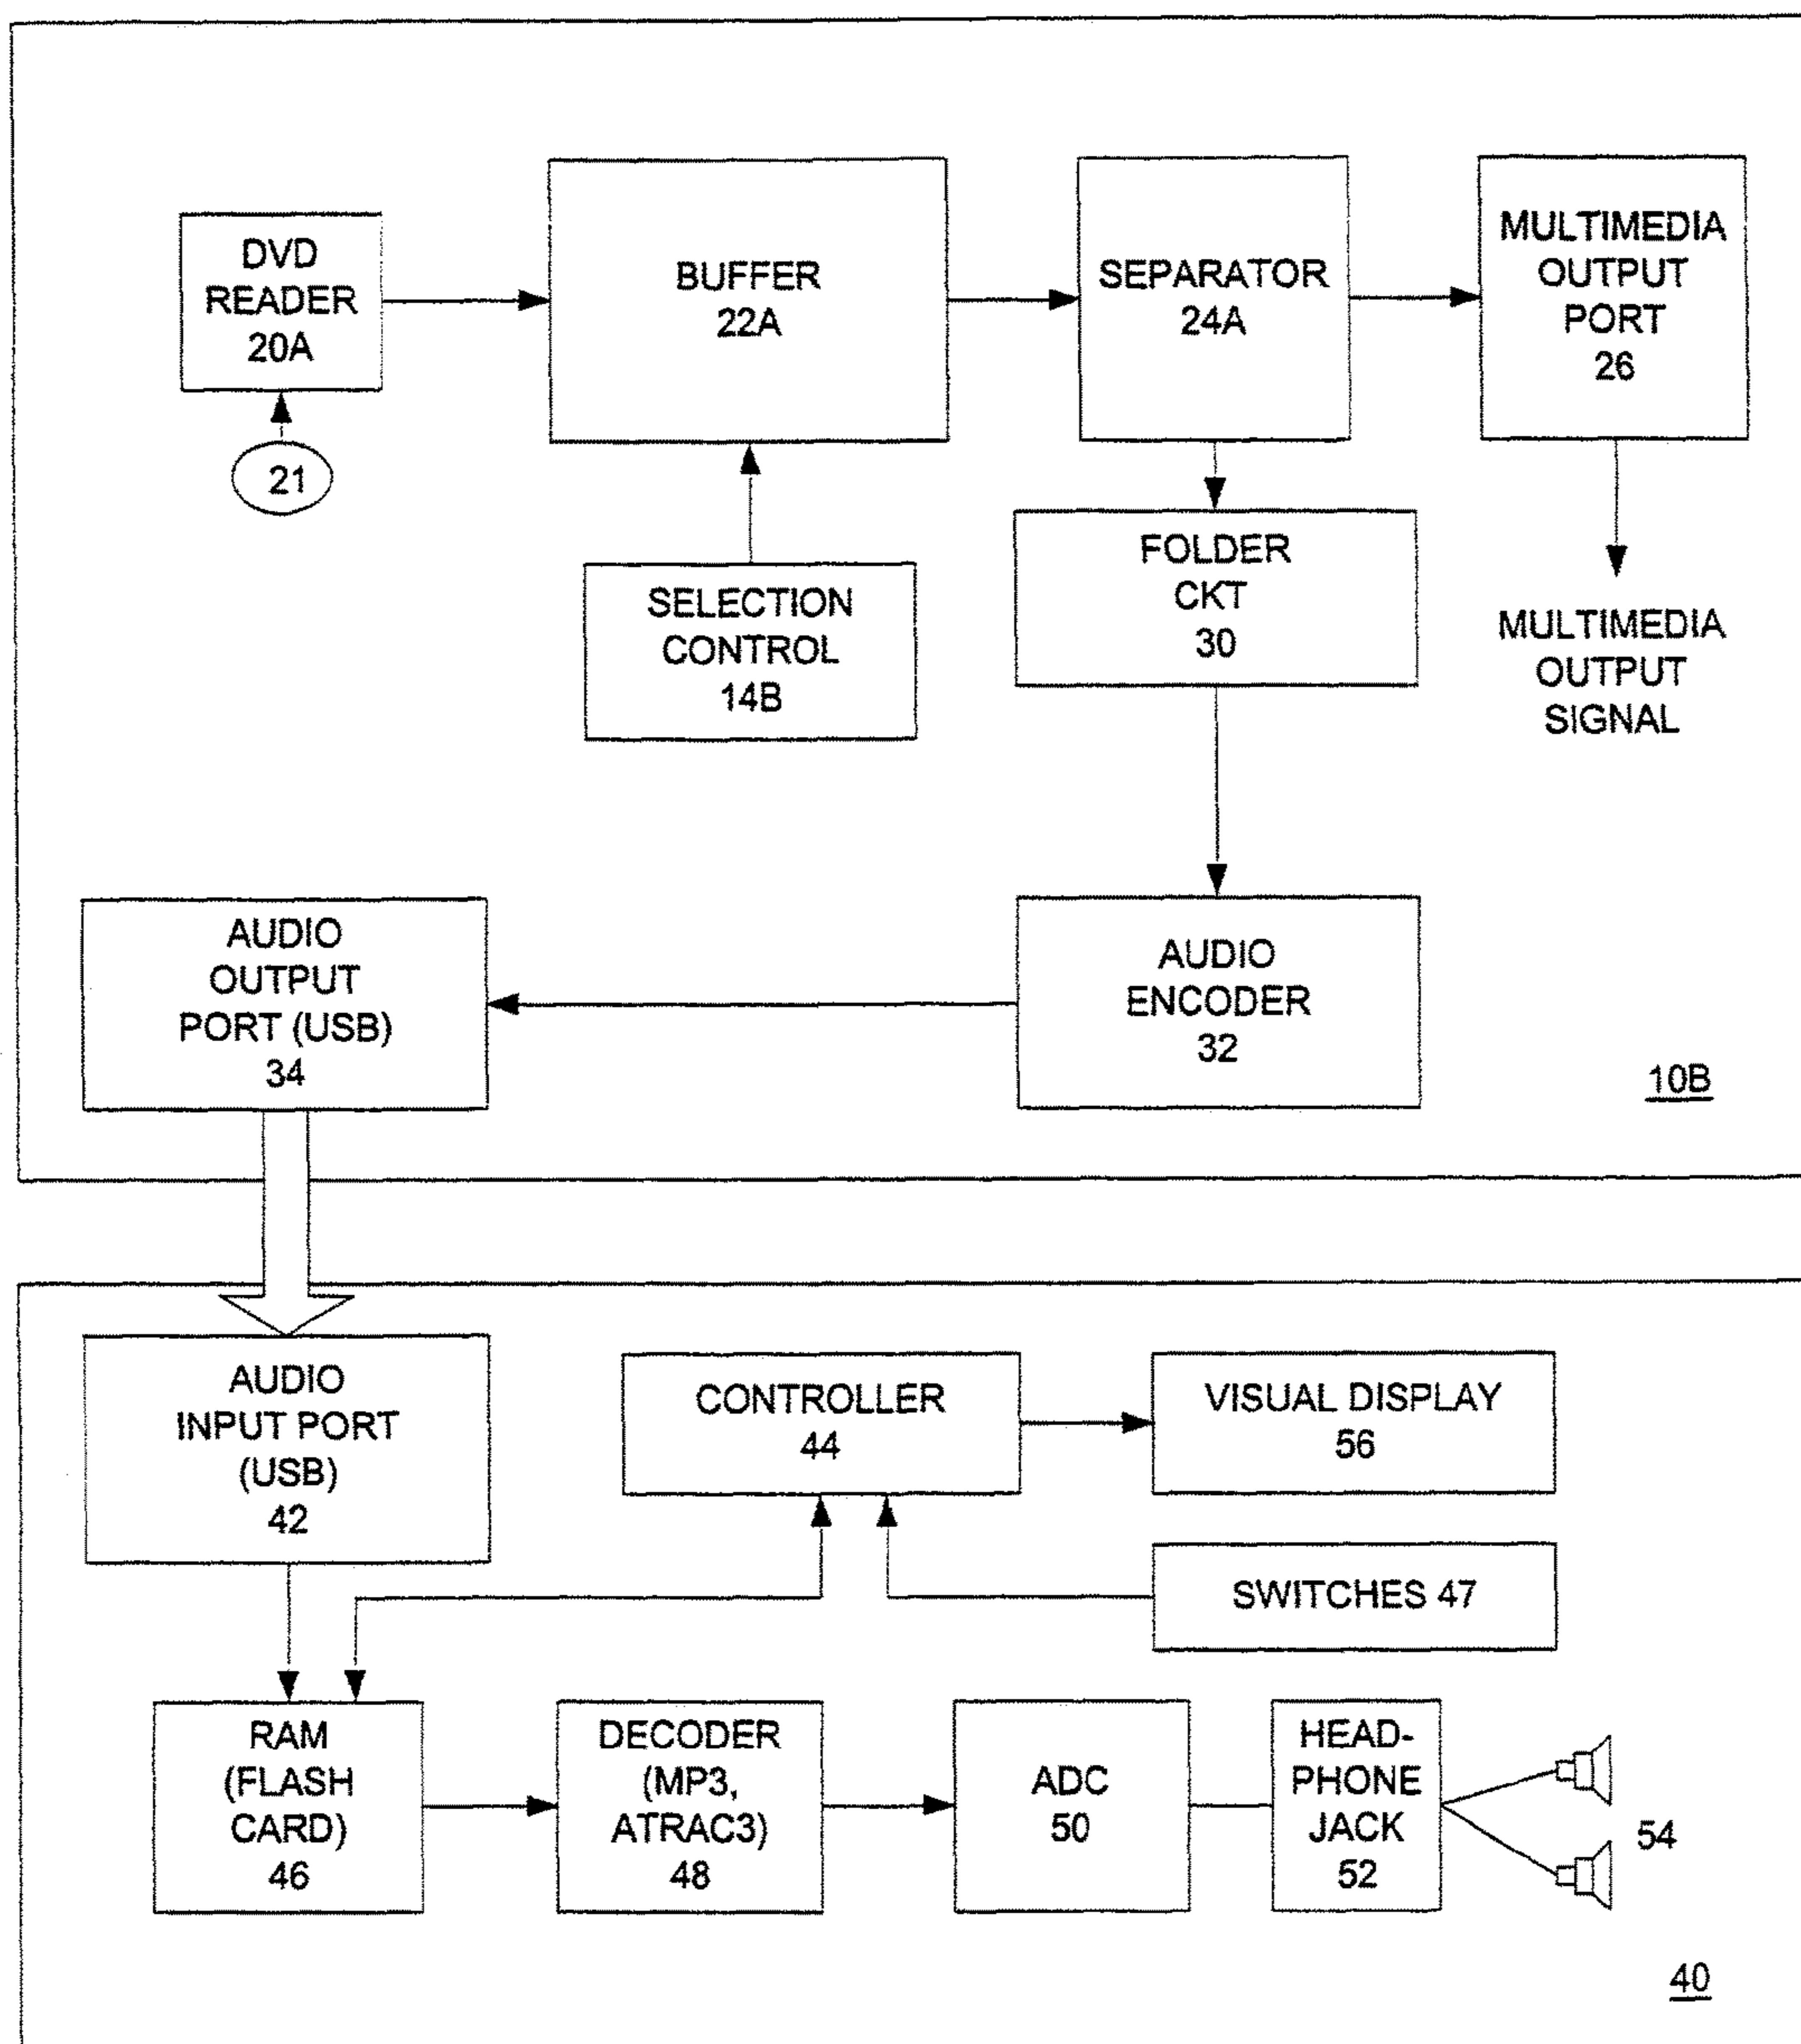 DVD
READER
20A
21
BUFFER
22A
SEPARATOR
24A
MULTIMEDIA
OUTPUT
PORT
26
SELECTION
CONTROL
14B
FOLDER
CKT
30
MULTIMEDIA
OUTPUT
SIGNAL
AUDIO
OUTPUT
PORT (USB)
34
AUDIO
ENCODER
32
10B
AUDIO
INPUT PORT
(USB)
42
CONTROLLER
44
VISUAL DISPLAY
56
SWITCHES 47
RAM
(FLASH
CARD)
46
DECODER
(MP3,
ATRAC3)
48
ADC
50
HEAD-
PHONE
JACK
52
54
40